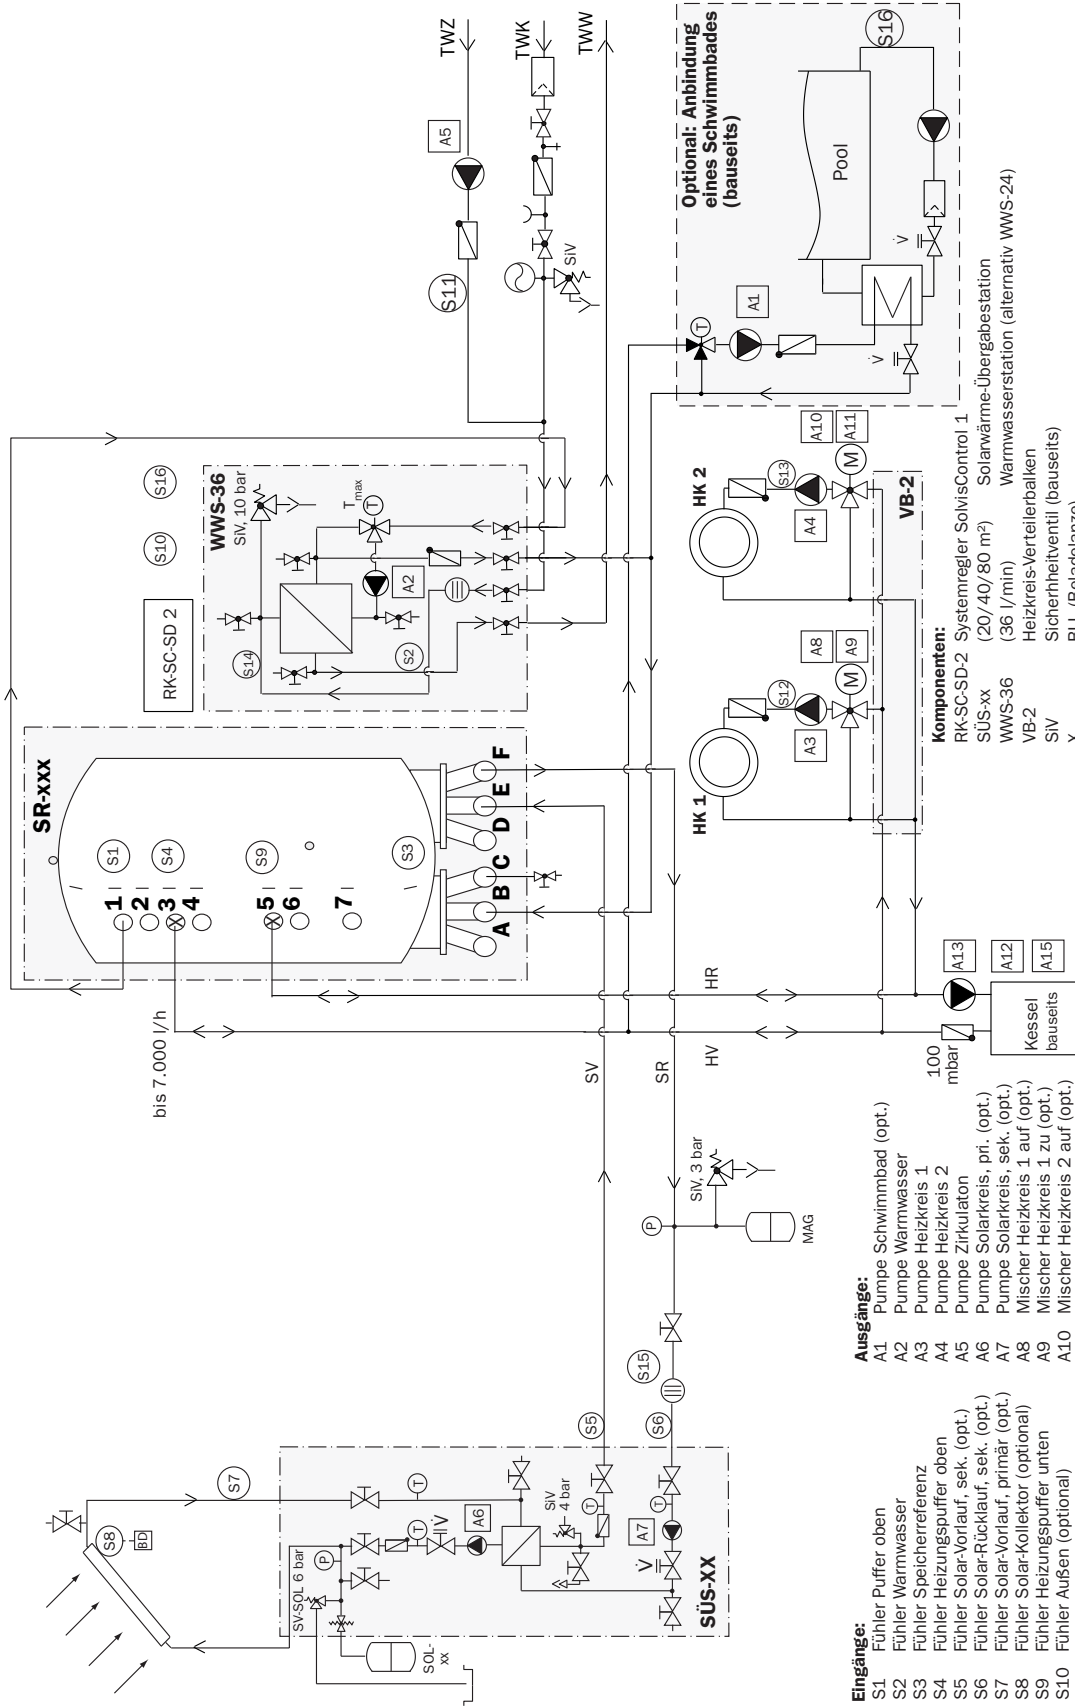 S8
BD
S7
SV-SOL 6 bar
P
SOL-
xx
T
T
V̇
A6
SiV
4 bar
T
T
A7
V̇
SÜS-XX
S5
S6
S15
P
SiV, 3 bar
MAG
SV
SR
HV
HR
bis 7.000 l/h
SR-xxx
S1
S4
S9
S3
1
2
3
4
5
6
7
X
X
A
B
C
D
E
F
RK-SC-SD 2
S10
S16
WWS-36
SiV, 10 bar
T
max
T
A2
S14
S2
S11
A5
TWZ
TWK
TWW
SiV
Optional: Anbindung
eines Schwimmbades
(bauseits)
T
A1
V̇
V̇
Pool
S16
HK 1
S12
A3
A8
A9
M
HK 2
S13
A4
A10
A11
M
VB-2
100
mbar
A13
A12
A15
Kessel
bauseits
Eingänge:
S1 Fühler Puffer oben
S2 Fühler Warmwasser
S3 Fühler Speicherreferenz
S4 Fühler Heizungspuffer oben
S5 Fühler Solar-Vorlauf, sek. (opt.)
S6 Fühler Solar-Rücklauf, sek. (opt.)
S7 Fühler Solar-Vorlauf, primär (opt.)
S8 Fühler Solar-Kollektor (optional)
S9 Fühler Heizungspuffer unten
S10 Fühler Außen (optional)
Ausgänge:
A1 Pumpe Schwimmbad (opt.)
A2 Pumpe Warmwasser
A3 Pumpe Heizkreis 1
A4 Pumpe Heizkreis 2
A5 Pumpe Zirkulaton
A6 Pumpe Solarkreis, pri. (opt.)
A7 Pumpe Solarkreis, sek. (opt.)
A8 Mischer Heizkreis 1 auf (opt.)
A9 Mischer Heizkreis 1 zu (opt.)
A10 Mischer Heizkreis 2 auf (opt.)
Komponenten:
RK-SC-SD-2 Systemregler SolvisControl 1
SÜS-xx (20/40/80 m²) Solarwärme-Übergabestation
WWS-36 (36 l/min) Warmwasserstation (alternativ WWS-24)
VB-2 Heizkreis-Verteilerbalken
SiV Sicherheitventil (bauseits)
X BLL (Beladelanze)